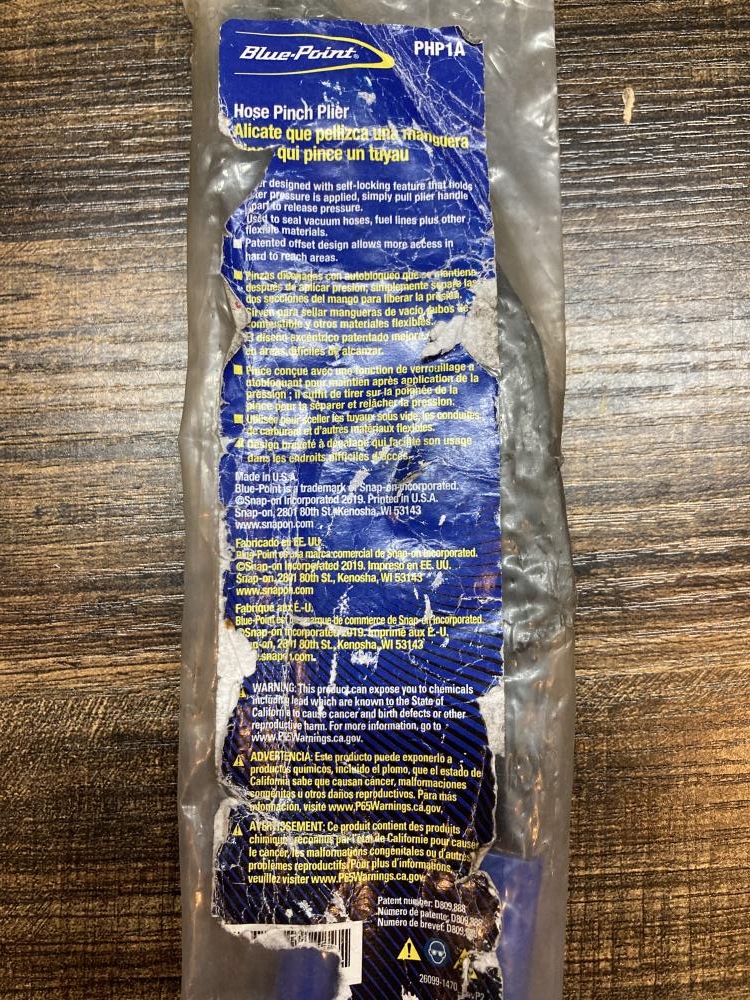 Blue-Point®
PHP1A
Hose Pinch Plier
Alicate que pellizca una manguera
qui pince un tuyau
designed with self-locking feature that holds
pressure is applied, simply pull plier handle
apart to release pressure.
Used to seal vacuum hoses, fuel lines plus other
flexible materials.
Patented offset design allows more access in
hard to reach areas.
Pinzas diseñadas con autobloqueo que se mantiene
después de aplicar presión; simplemente separe las
dos secciones del mango para liberar la presión.
Sirven para sellar mangueras de vacío, tubos de
combustible y otros materiales flexibles.
El diseño excéntrico patentado mejora
en áreas difíciles de alcanzar.
Pince conçue avec une fonction de verrouillage
autobloquant pour maintien après application de la
pression ; il suffit de tirer sur la poignée de la
pince pour la séparer et relâcher la pression.
Utilisée pour sceller les tuyaux sous vide, les conduites
de carburant et d'autres matériaux flexibles.
Design breveté à décalage qui facilite son usage
dans les endroits difficiles d'accès.
Made in U.S.A.
Blue-Point is a trademark of Snap-on Incorporated.
©Snap-on Incorporated 2019. Printed in U.S.A.
Snap-on, 2801 80th St., Kenosha, WI 53143
www.snapon.com
Fabricado en EE. UU.
Blue-Point es una marca comercial de Snap-on Incorporated.
©Snap-on Incorporated 2019. Impreso en EE. UU.
Snap-on, 2801 80th St., Kenosha, WI 53143
www.snapon.com
Fabriqué aux É.-U.
Blue-Point est une marque de commerce de Snap-on Incorporated.
©Snap-on Incorporated 2019. Imprimé aux É.-U.
80th St., Kenosha, WI 53143
WARNING: This product can expose you to chemicals
including lead which are known to the State of
California to cause cancer and birth defects or other
reproductive harm. For more information, go to
www.P65Warnings.ca.gov.
ADVERTENCIA: Este producto puede exponerlo a
productos químicos, incluido el plomo, que el estado de
California sabe que causan cáncer, malformaciones
congénitas u otros daños reproductivos. Para más
información, visite www.P65Warnings.ca.gov.
AVERTISSEMENT: Ce produit contient des produits
chimiques reconnus par l'état de Californie pour causer
le cancer, les malformations congénitales ou d'autres
problèmes reproductifs. Pour plus d'informations,
veuillez visiter www.P65Warnings.ca.gov
Patent number: D809,888
Número de patente: D809,888
Numéro de brevet: D809,888
26099-1470